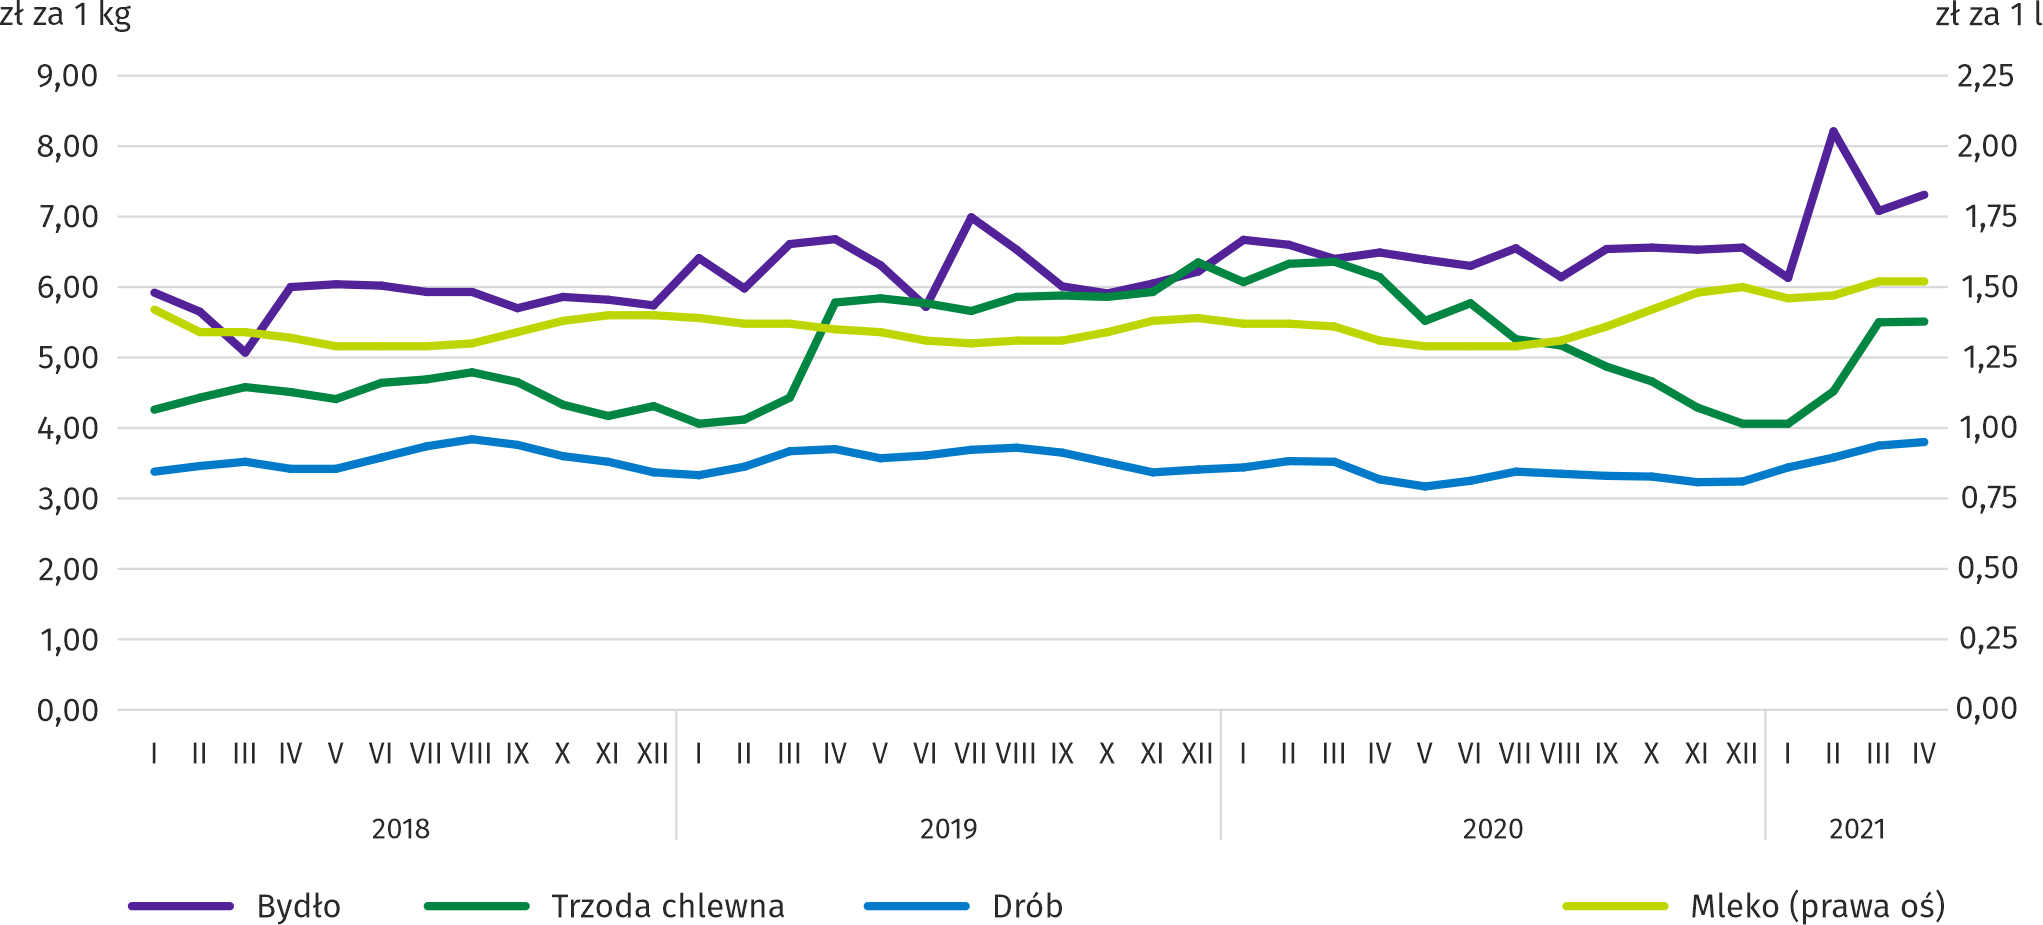 zł za 1 kg zł za 1 l
9,00 2,25
8,00 2,00
7,00 1,75
6,00 1,50
5,00 1,25
4,00 1,00
3,00 0,75
2,00 0,50
1,00 0,25
0,00 0,00
I II III IV V VI VII VIII IX X XI XII I II III IV V VI VII VIII IX X XI XII I II III IV V VI VII VIII IX X XI XII I II III IV
2018 2019 2020 2021
Bydło Trzoda chlewna Drób Mleko (prawa oś)